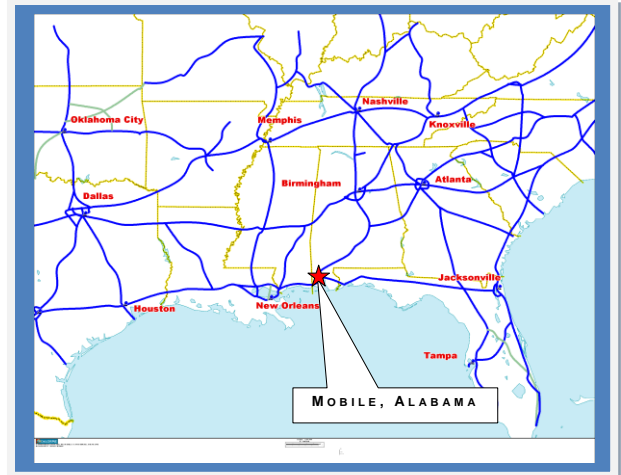 Nashville
Oklahoma City
Memphis
Knoxville
Birmingham
Atlanta
Dallas
Jacksonville
New Orleans
Houston
Tampa
MOBILE, ALABAMA